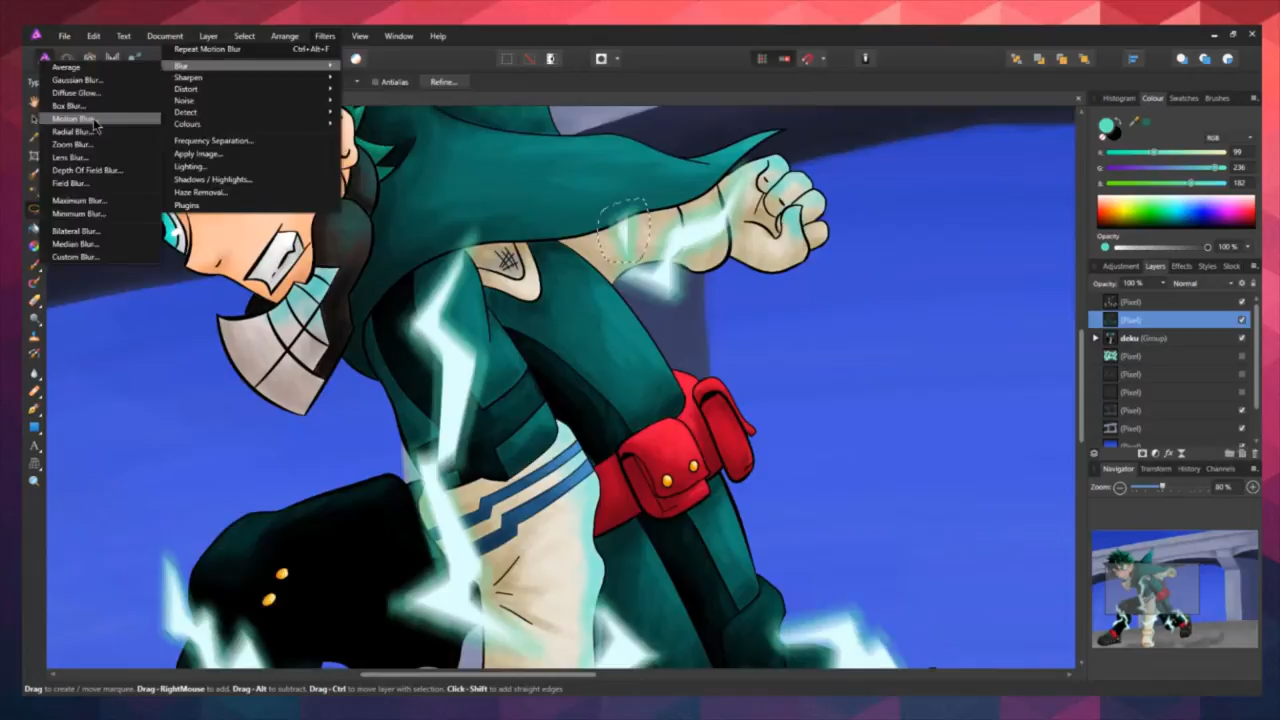 File Edit Text Document Layer Select Arrange Filters View Window Help
Repeat Motion Blur Ctrl+Alt+F
Blur
Sharpen
Distort
Noise
Detect
Colours
Frequency Separation...
Apply Image...
Lighting...
Shadows / Highlights...
Haze Removal...
Plugins
Average
Gaussian Blur...
Diffuse Glow...
Box Blur...
Motion Blur...
Radial Blur...
Zoom Blur...
Lens Blur...
Depth Of Field Blur...
Field Blur...
Maximum Blur...
Minimum Blur...
Bilateral Blur...
Median Blur...
Custom Blur...
Antialias Refine...
Histogram Colour Swatches Brushes
RGB
R: 99
G: 236
B: 182
Opacity
100 %
Adjustment Layers Effects Styles Stock
Opacity: 100 % Normal
(Pixel)
(Pixel)
deku (Group)
(Pixel)
(Pixel)
(Pixel)
(Pixel)
(Pixel)
(Pixel)
Navigator Transform History Channels
Zoom: 80 %
Drag to create / move marquee. Drag+RightMouse to add, Drag+Alt to subtract. Drag+Ctrl to move layer with selection. Click+Shift to add straight edges